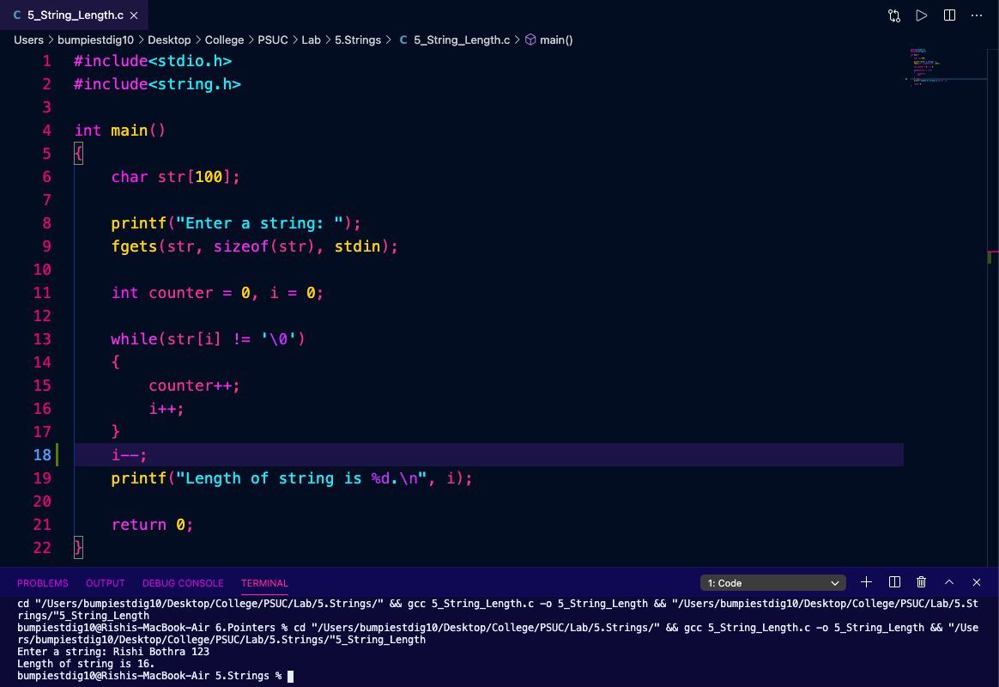 C 5_String_Length.c ×
Users > bumpiestdig10 > Desktop > College > PSUC > Lab > 5.Strings > C 5_String_Length.c > main()
1 #include<stdio.h>
2 #include<string.h>
3
4 int main()
5 {
6 char str[100];
7
8 printf("Enter a string: ");
9 fgets(str, sizeof(str), stdin);
10
11 int counter = 0, i = 0;
12
13 while(str[i] != '\0')
14 {
15 counter++;
16 i++;
17 }
18 i--;
19 printf("Length of string is %d.\n", i);
20
21 return 0;
22 }
PROBLEMS OUTPUT DEBUG CONSOLE TERMINAL 1: Code
cd "/Users/bumpiestdig10/Desktop/College/PSUC/Lab/5.Strings/" && gcc 5_String_Length.c -o 5_String_Length && "/Users/bumpiestdig10/Desktop/College/PSUC/Lab/5.St
rings/"5_String_Length
bumpiestdig10@Rishis-MacBook-Air 6.Pointers % cd "/Users/bumpiestdig10/Desktop/College/PSUC/Lab/5.Strings/" && gcc 5_String_Length.c -o 5_String_Length && "/Use
rs/bumpiestdig10/Desktop/College/PSUC/Lab/5.Strings/"5_String_Length
Enter a string: Rishi Bothra 123
Length of string is 16.
bumpiestdig10@Rishis-MacBook-Air 5.Strings %